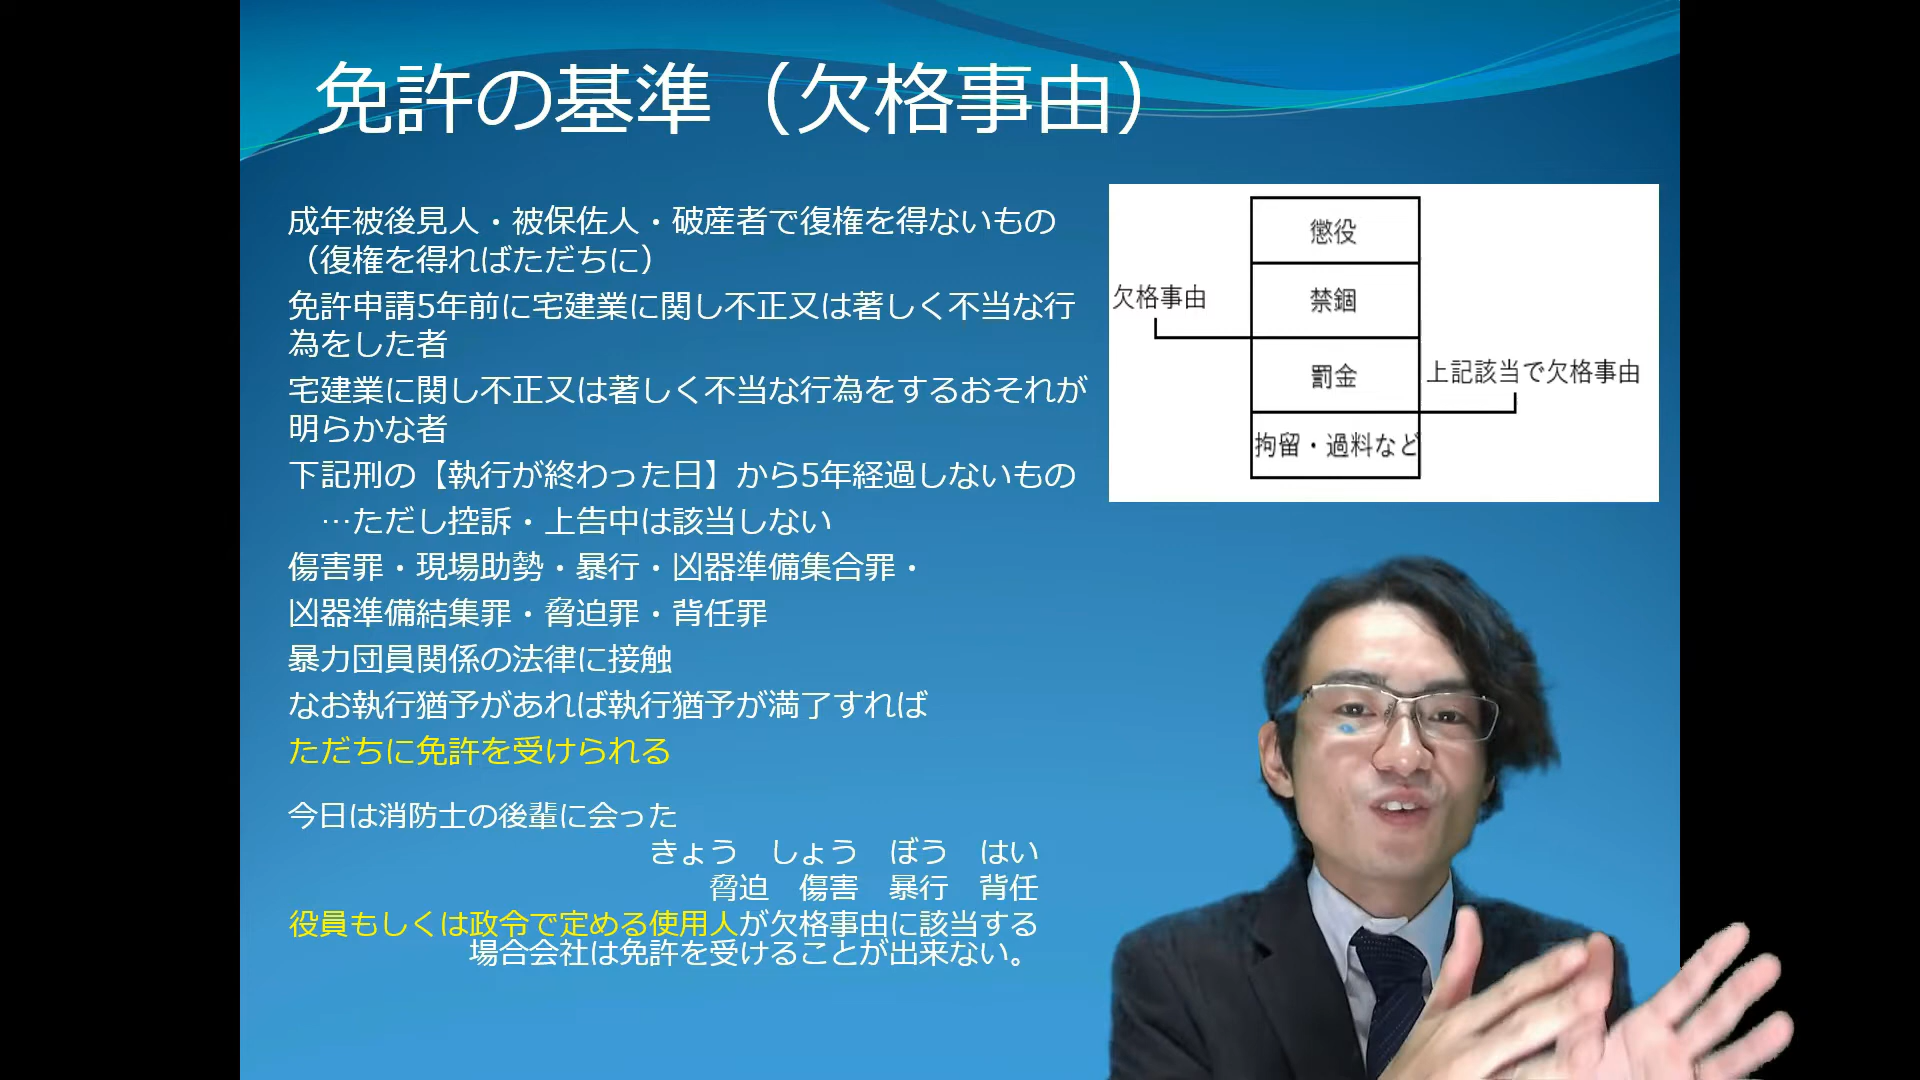 免許の基準（欠格事由）
成年被後見人・被保佐人・破産者で復権を得ないもの
（復権を得ればただちに）
免許申請5年前に宅建業に関し不正又は著しく不当な行
為をした者
宅建業に関し不正又は著しく不当な行為をするおそれが
明らかな者
下記刑の【執行が終わった日】から5年経過しないもの
…ただし控訴・上告中は該当しない
傷害罪・現場助勢・暴行・凶器準備集合罪・
凶器準備結集罪・脅迫罪・背任罪
暴力団員関係の法律に接触
なお執行猶予があれば執行猶予が満了すれば
ただちに免許を受けられる
今日は消防士の後輩に会った
きょう　しょう　ぼう　はい
脅迫　傷害　暴行　背任
役員もしくは政令で定める使用人が欠格事由に該当する
場合会社は免許を受けることが出来ない。
懲役
欠格事由
禁錮
罰金
上記該当で欠格事由
拘留・過料など